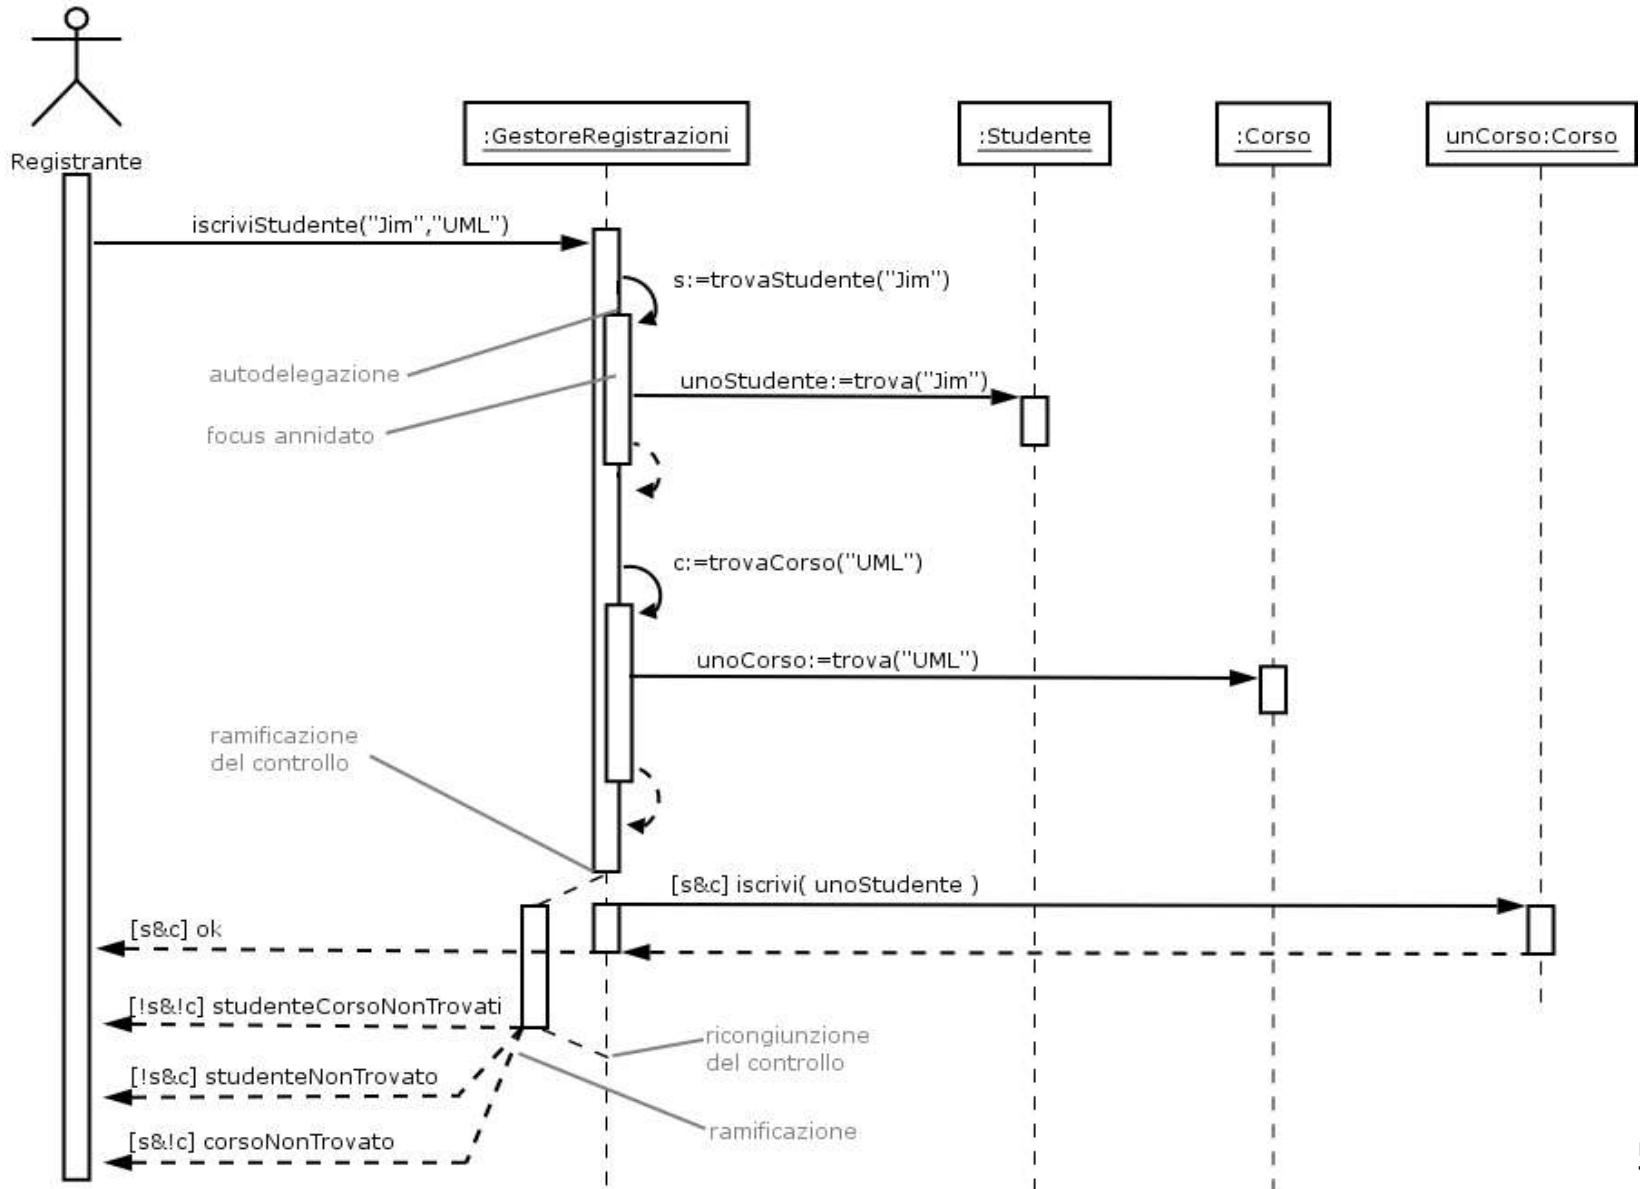 Registrante
:GestoreRegistrazioni
:Studente
:Corso
unCorso:Corso
iscriviStudente("Jim","UML")
s:=trovaStudente("Jim")
autodelegazione
unoStudente:=trova("Jim")
focus annidato
c:=trovaCorso("UML")
unoCorso:=trova("UML")
ramificazione
del controllo
[s&c] iscrivi( unoStudente )
[s&c] ok
[!s&!c] studenteCorsoNonTrovati
ricongiunzione
del controllo
[!s&c] studenteNonTrovato
ramificazione
[s&!c] corsoNonTrovato